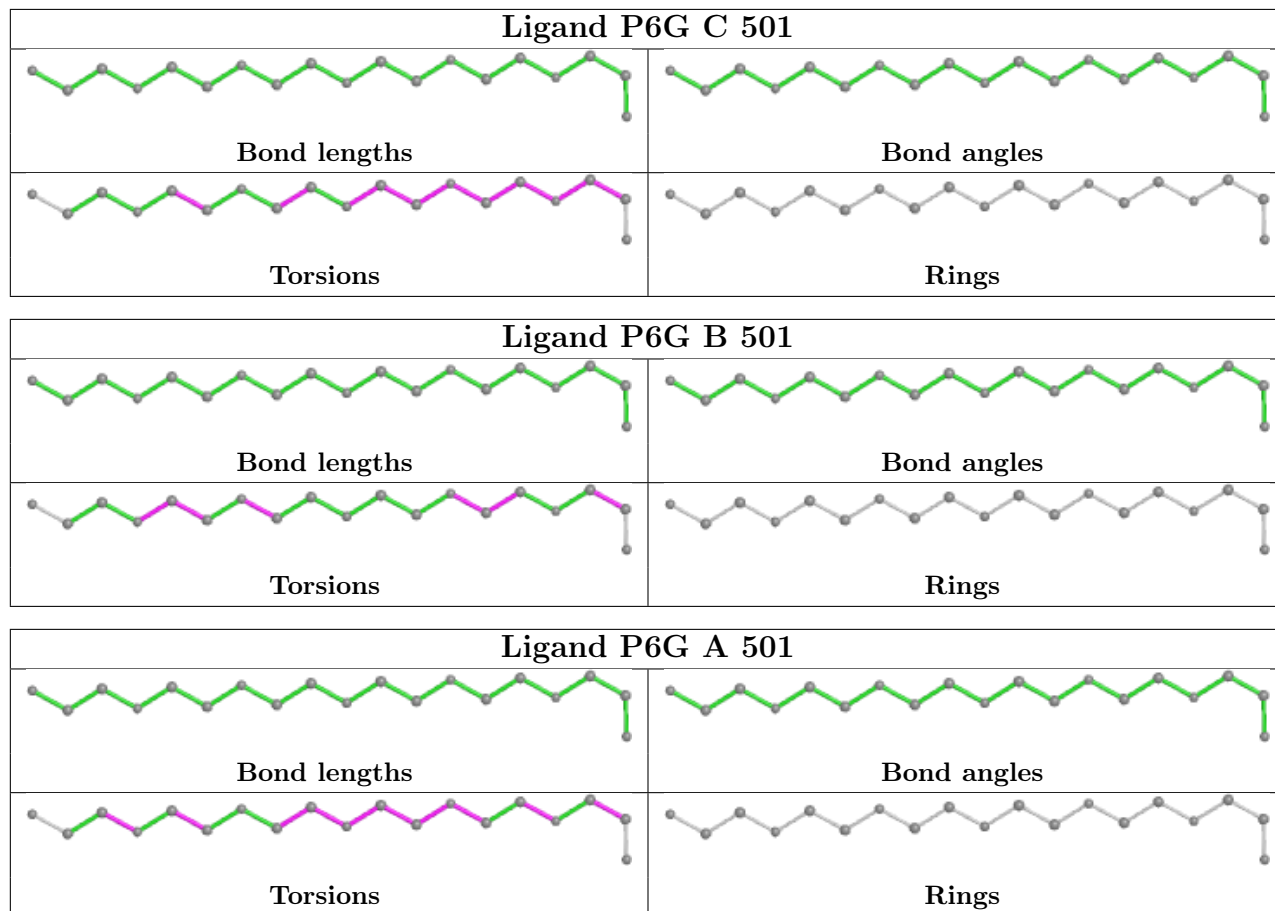 Ligand P6G C 501
Bond lengths
Bond angles
Torsions
Rings
Ligand P6G B 501
Bond lengths
Bond angles
Torsions
Rings
Ligand P6G A 501
Bond lengths
Bond angles
Torsions
Rings